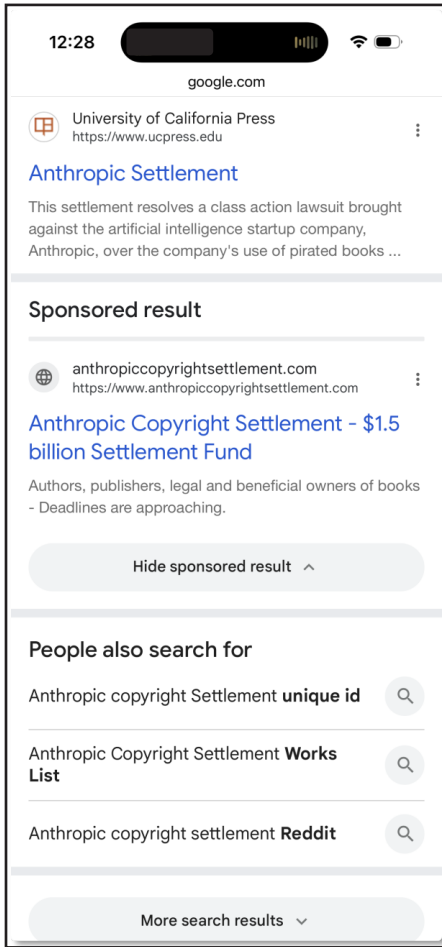 12:28
google.com
University of California Press
https://www.ucpress.edu
Anthropic Settlement
This settlement resolves a class action lawsuit brought
against the artificial intelligence startup company,
Anthropic, over the company's use of pirated books ...
Sponsored result
anthropiccopyrightsettlement.com
https://www.anthropiccopyrightsettlement.com
Anthropic Copyright Settlement - $1.5
billion Settlement Fund
Authors, publishers, legal and beneficial owners of books
- Deadlines are approaching.
Hide sponsored result
People also search for
Anthropic copyright Settlement unique id
Anthropic Copyright Settlement Works
List
Anthropic copyright settlement Reddit
More search results